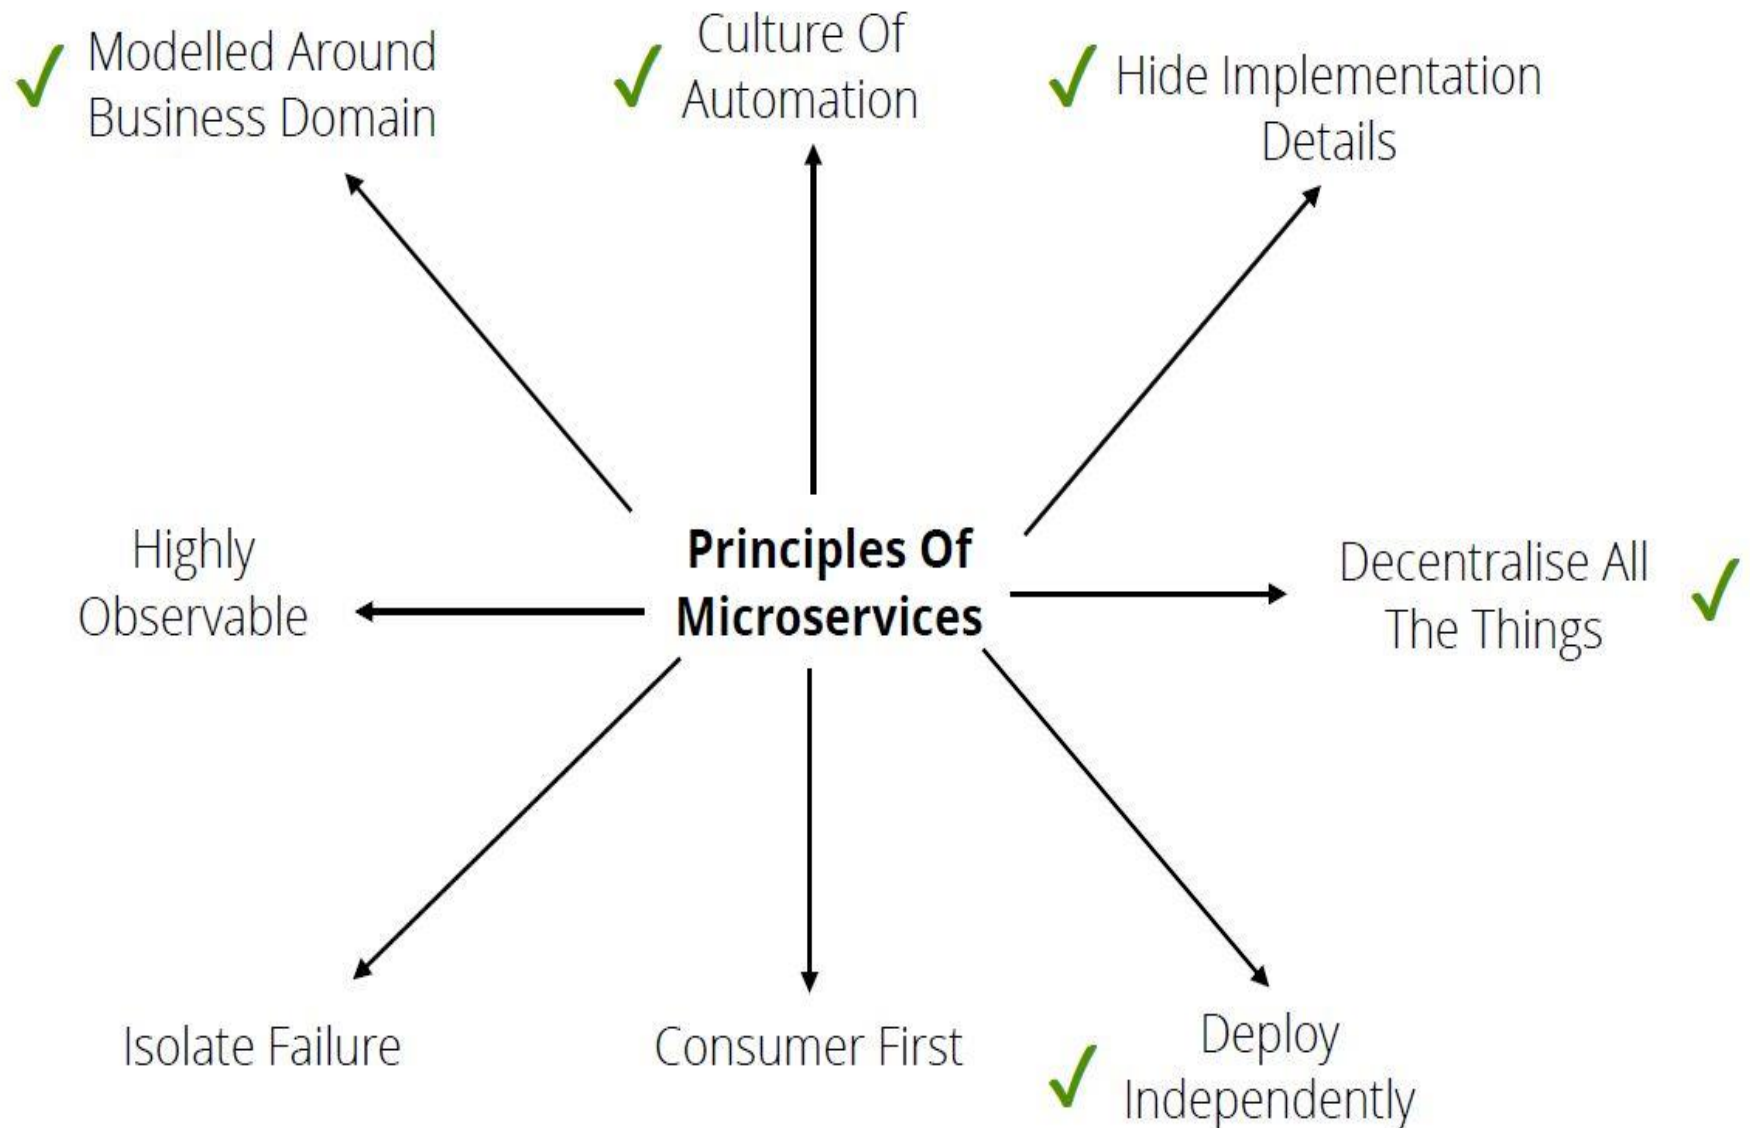 Modelled Around
Business Domain
Culture Of
Automation
Hide Implementation
Details
Highly
Observable
Principles Of
Microservices
Decentralise All
The Things
Isolate Failure
Consumer First
Deploy
Independently